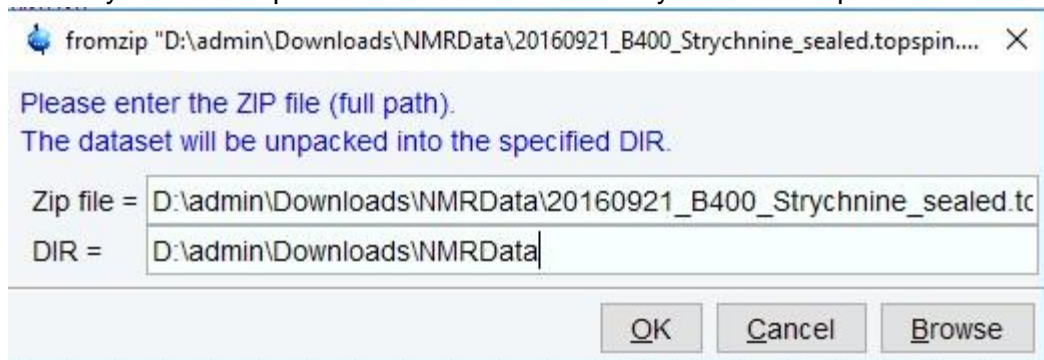 fromzip "D:\admin\Downloads\NMRData\20160921_B400_Strychnine_sealed.topspin....
Please enter the ZIP file (full path).
The dataset will be unpacked into the specified DIR.
Zip file = D:\admin\Downloads\NMRData\20160921_B400_Strychnine_sealed.tc
DIR = D:\admin\Downloads\NMRData
OK Cancel Browse